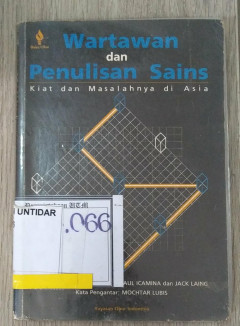 Wartawan
dan
Penulisan Sains
Kiat dan Masalahnya di Asia
UNTIDAR
.066
PAUL ICAMINA dan JACK LAING
Kata Pengantar: MOCHTAR LUBIS
Yayasan Obor Indonesia